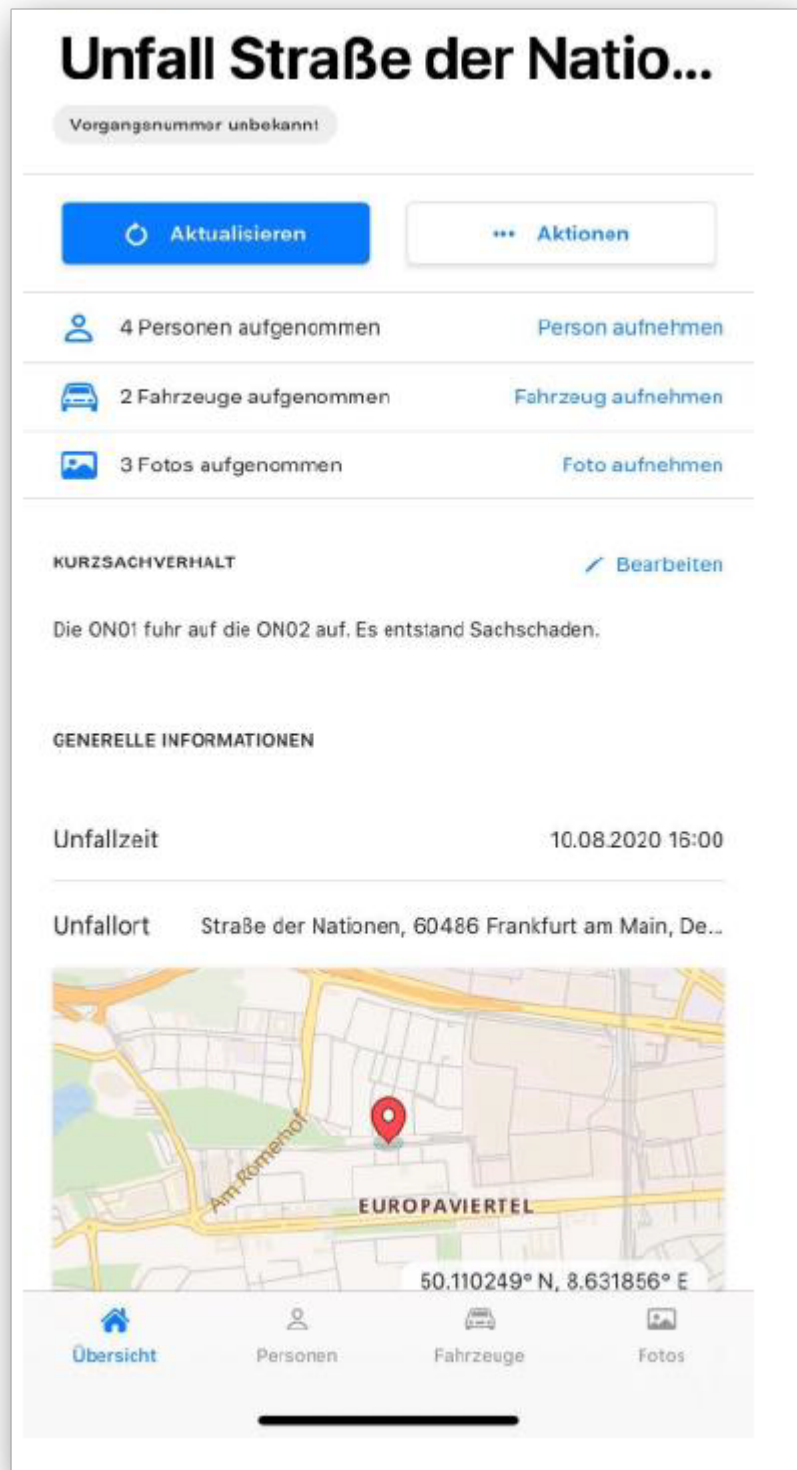 Unfall Straße der Natio...
Vorgangsnummer unbekannt
Aktualisieren
Aktionen
4 Personen aufgenommen
Person aufnehmen
2 Fahrzeuge aufgenommen
Fahrzeug aufnehmen
3 Fotos aufgenommen
Foto aufnehmen
KURZSACHVERHALT
Bearbeiten
Die ON01 fuhr auf die ON02 auf. Es entstand Sachschaden.
GENERELLE INFORMATIONEN
Unfallzeit
10.08.2020 16:00
Unfallort
Straße der Nationen, 60486 Frankfurt am Main, De...
Am Römerhof
EUROPAVIERTEL
50.110249° N, 8.631856° E
Übersicht
Personen
Fahrzeuge
Fotos